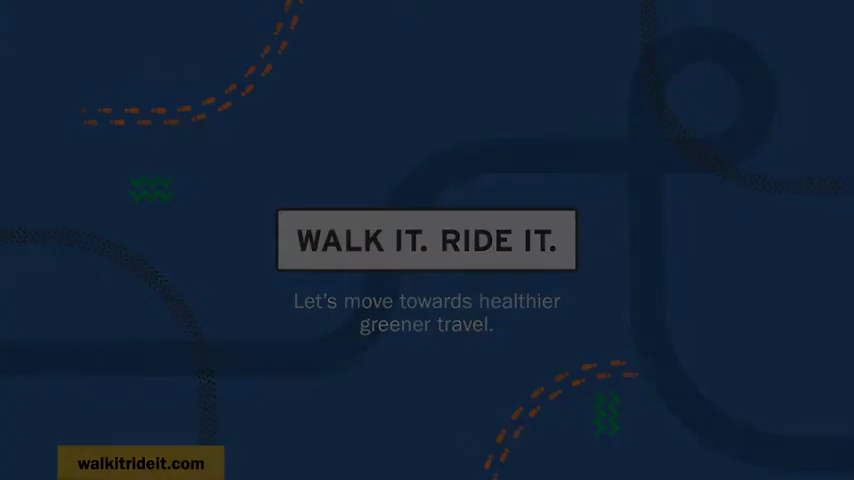 WALK IT. RIDE IT.
Let's move towards healthier
greener travel.
walkitrideit.com